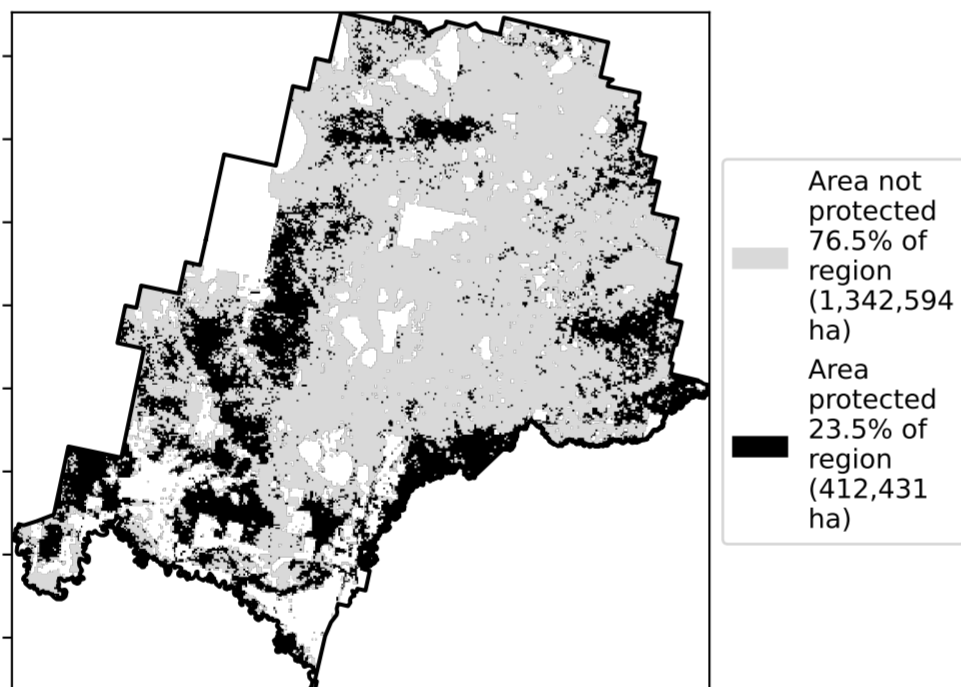 Area not
protected
76.5% of
region
(1,342,594
ha)
Area
protected
23.5% of
region
(412,431
ha)